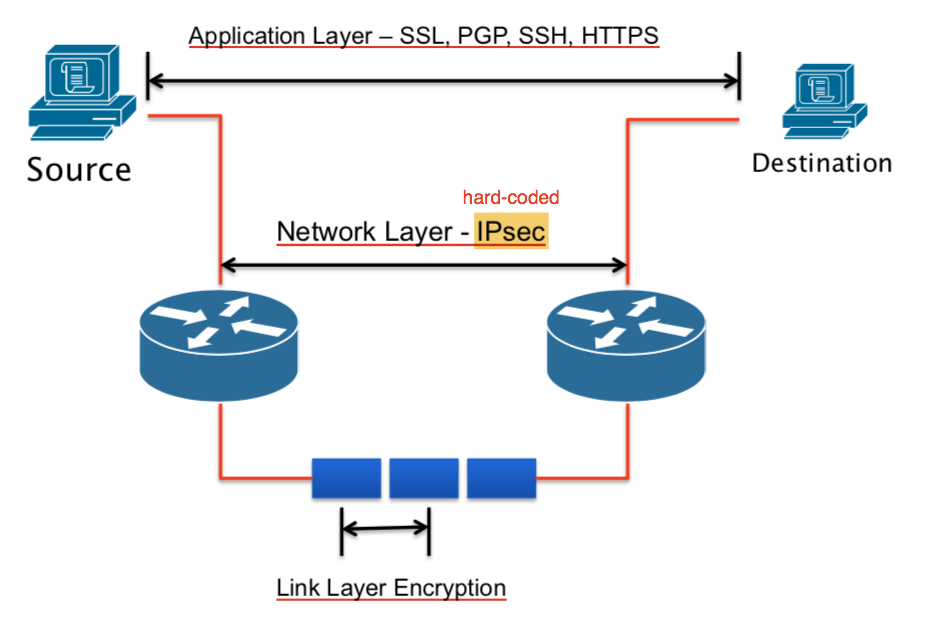 Application Layer – SSL, PGP, SSH, HTTPS
Source
Destination
hard-coded
Network Layer - IPsec
Link Layer Encryption